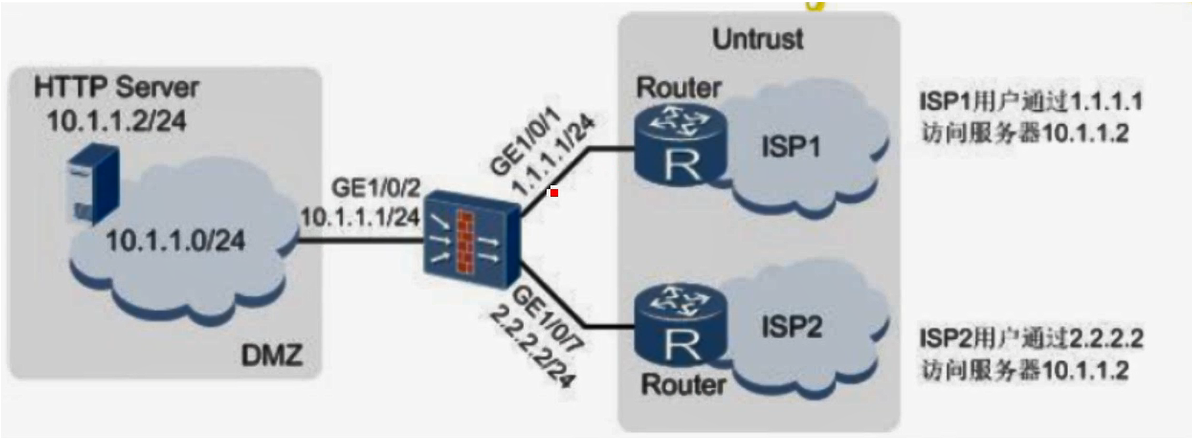 Untrust
HTTP Server
10.1.1.2/24
GE1/0/2
10.1.1.1/24
10.1.1.0/24
DMZ
GE1/0/1
1.1.1.1/24
GE1/0/7
2.2.2.2/24
Router
R
ISP1
ISP1用户通过1.1.1.1
访问服务器10.1.1.2
R
ISP2
Router
ISP2用户通过2.2.2.2
访问服务器10.1.1.2